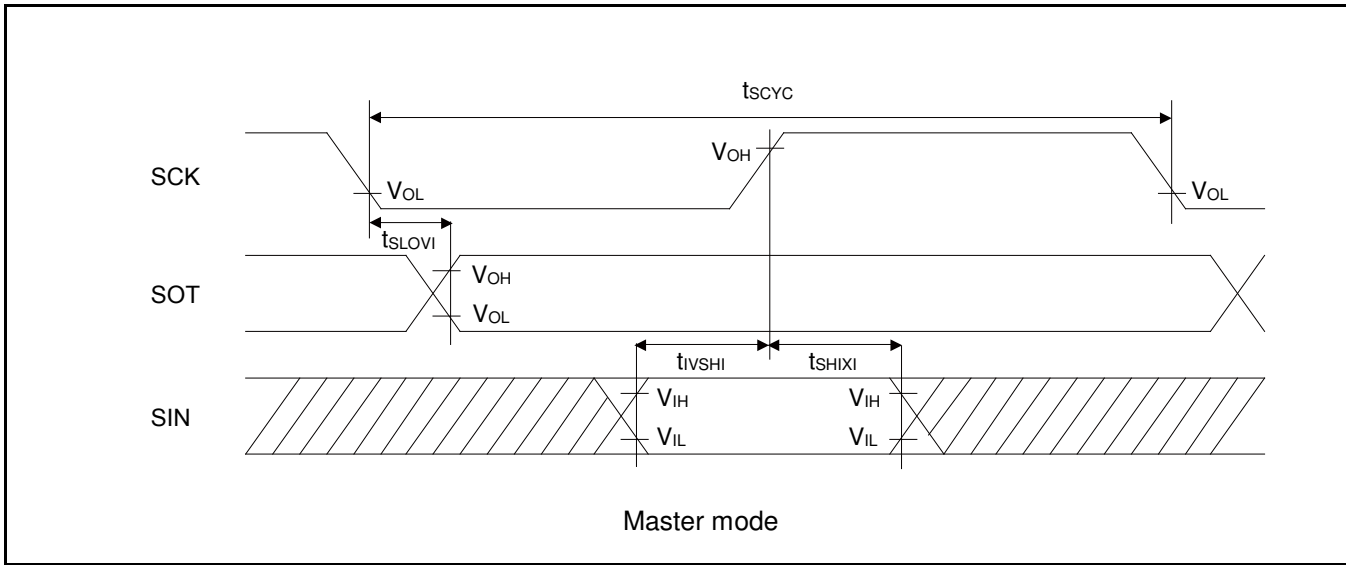 tSCYC
SCK
VOH
VOL
VOL
tSLOVI
SOT
VOH
VOL
tIVSHI
tSHIXI
SIN
VIH
VIH
VIL
VIL
Master mode